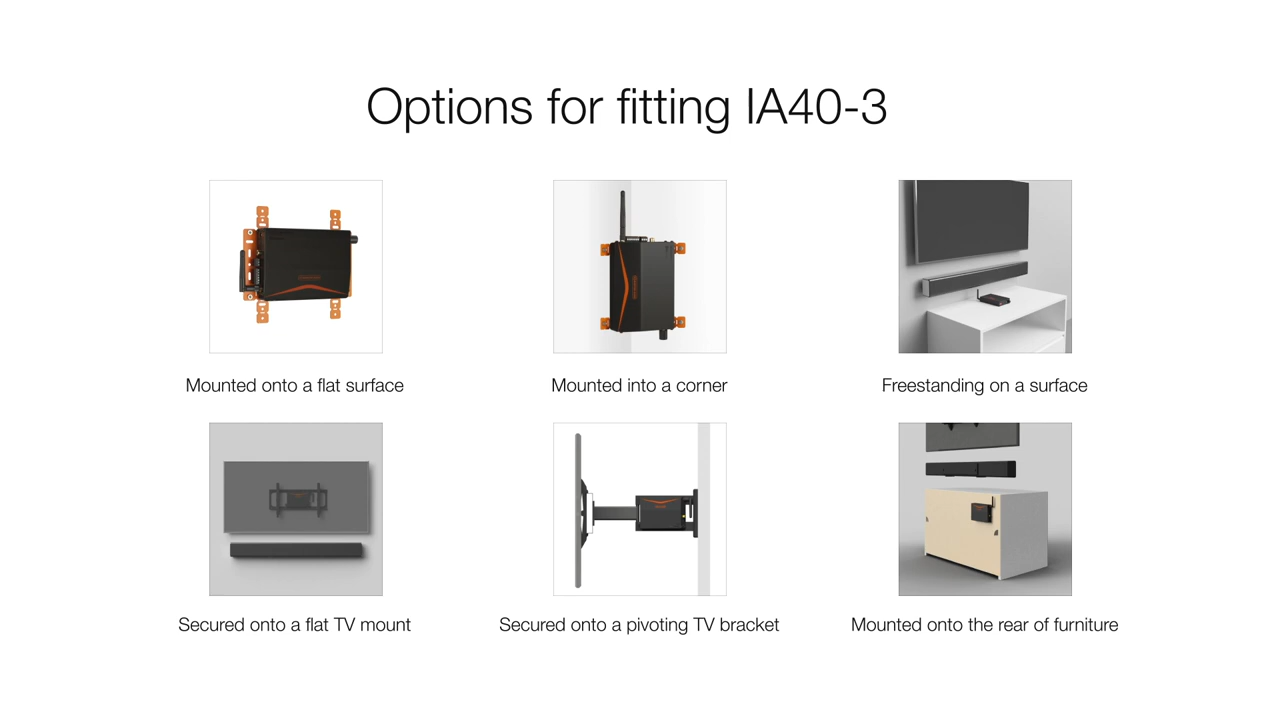 Options for fitting IA40-3
Mounted onto a flat surface
Mounted into a corner
Freestanding on a surface
Secured onto a flat TV mount
Secured onto a pivoting TV bracket
Mounted onto the rear of furniture